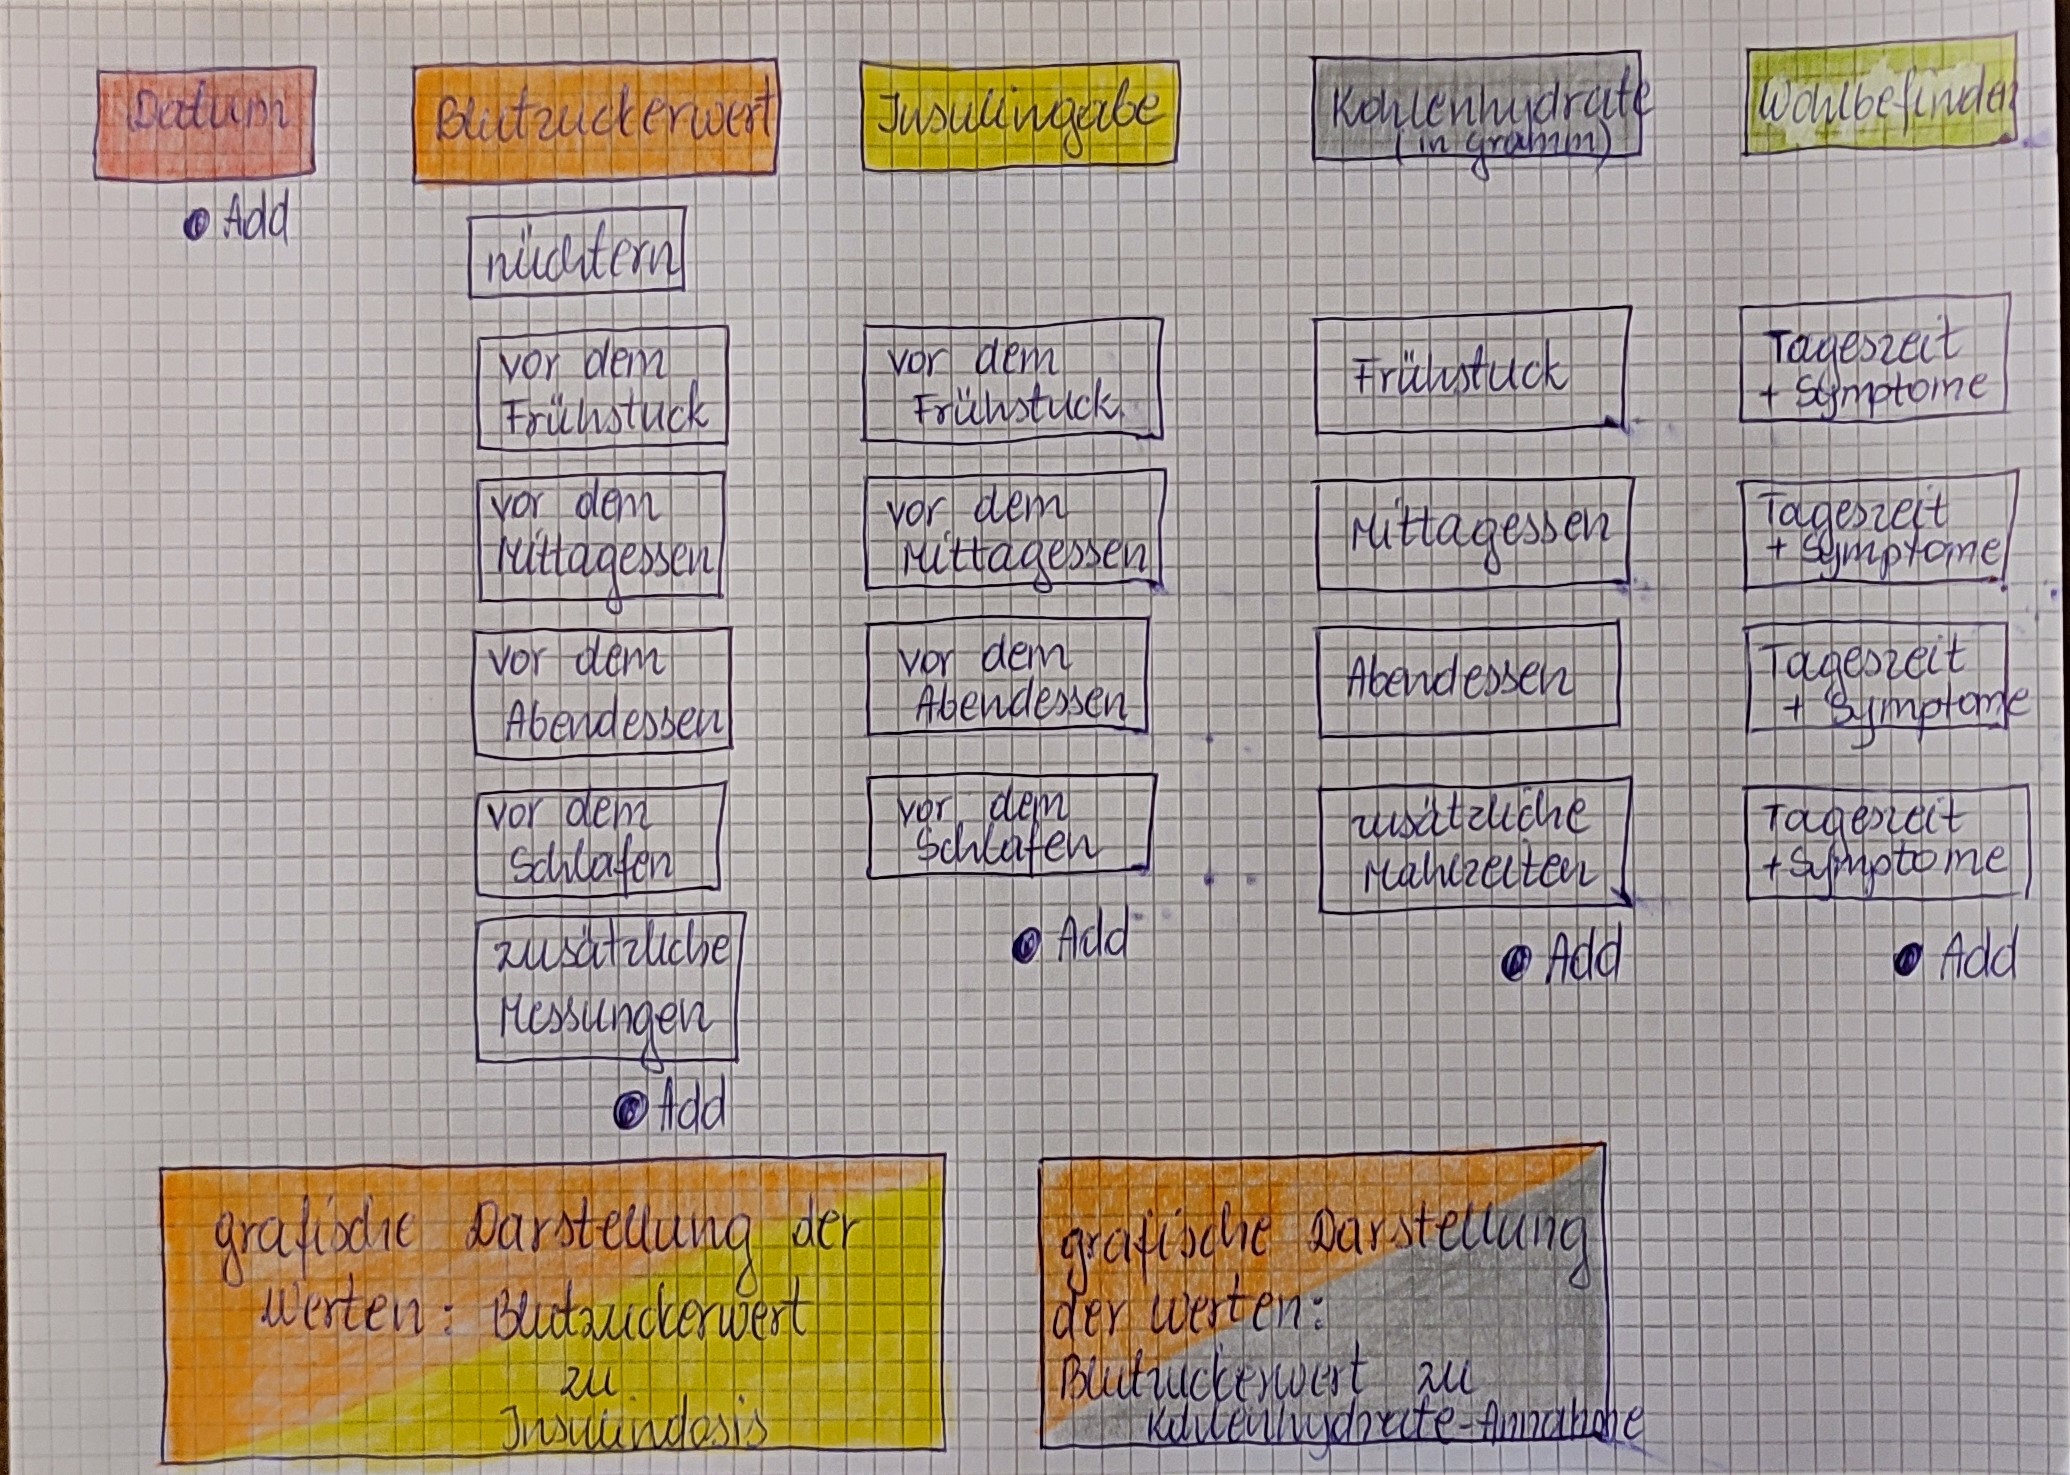 Datum
Blutzuckerwert
Insulingabe
Kohlenhydrate
(in gramm)
Wohlbefinden
Add
nüchtern
vor dem
Frühstuck
vor dem
Mittagessen
vor dem
Abendessen
vor dem
Schlafen
zusätzliche
Messungen
Add
vor dem
Frühstuck
vor dem
Mittagessen
vor dem
Abendessen
vor dem
Schlafen
Add
Frühstuck
Mittagessen
Abendessen
zusätzliche
Mahlzeiten
Add
Tageszeit
+ Symptome
Tageszeit
+ Symptome
Tageszeit
+ Symptome
Tageszeit
+ Symptome
Add
grafische Darstellung der
Werten: Blutzuckerwert
zu
Insulindosis
grafische Darstellung
der Werten:
Blutzuckerwert zu
Kohlenhydrate-Annahme